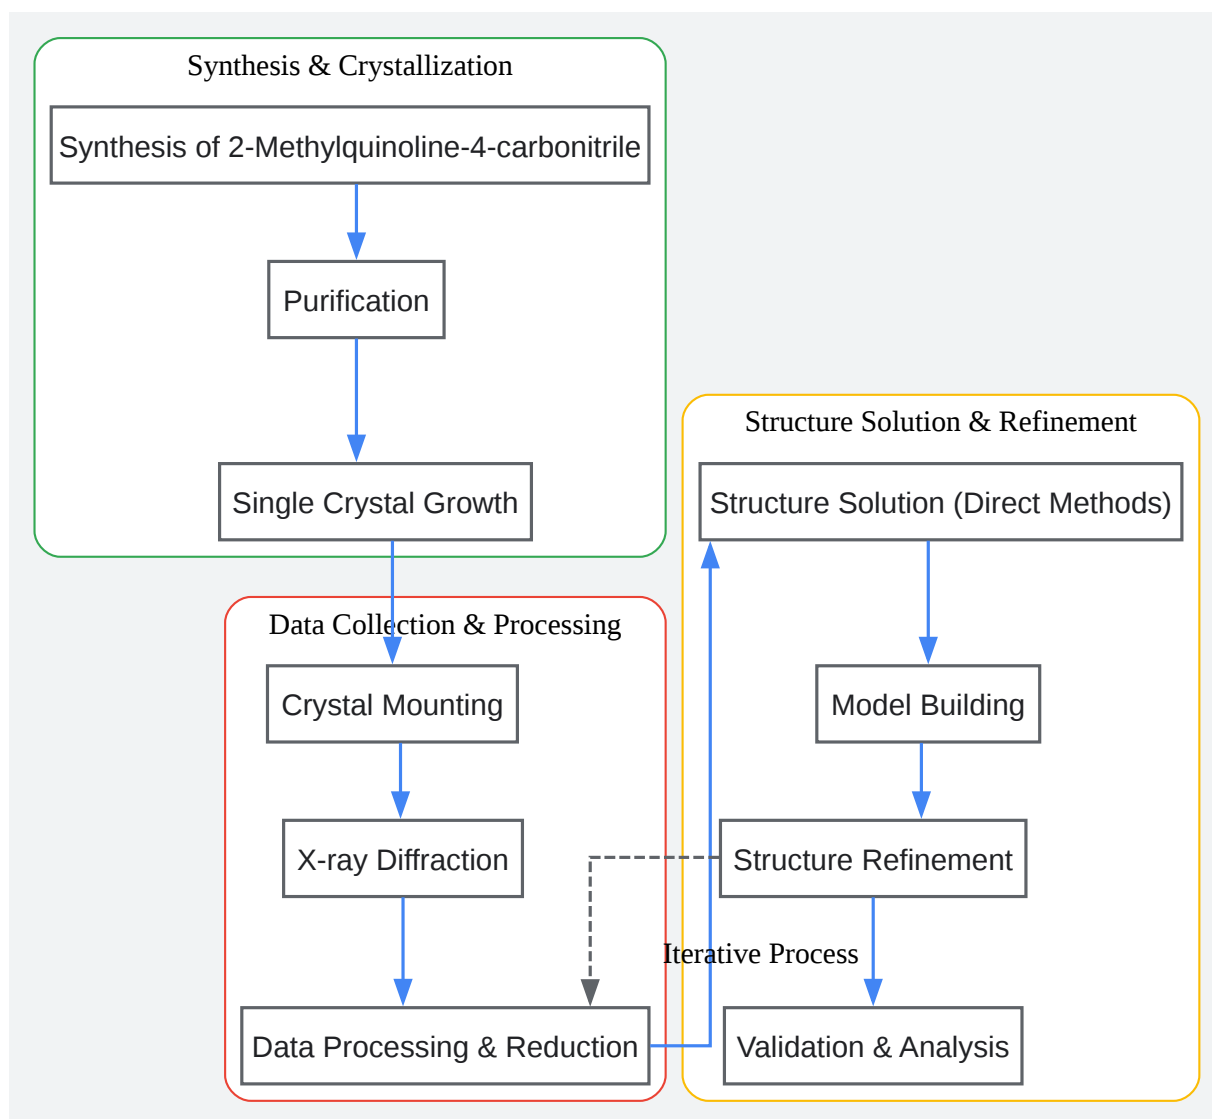 Synthesis & Crystallization
Synthesis of 2-Methylquinoline-4-carbonitrile
Purification
Single Crystal Growth
Data Collection & Processing
Crystal Mounting
X-ray Diffraction
Data Processing & Reduction
Structure Solution & Refinement
Structure Solution (Direct Methods)
Model Building
Structure Refinement
Iterative Process
Validation & Analysis